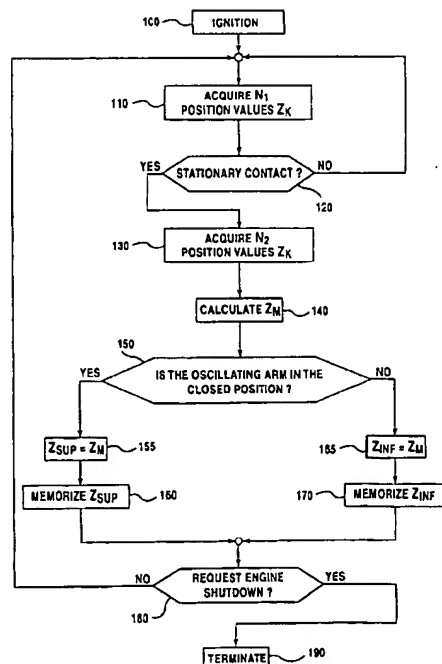 100
IGNITION
110
ACQUIRE N1
POSITION VALUES ZK
YES
STATIONARY CONTACT ?
NO
120
130
ACQUIRE N2
POSITION VALUES ZK
CALCULATE ZM
140
150
YES
IS THE OSCILLATING ARM IN THE
CLOSED POSITION ?
NO
ZSUP = ZM
155
165
ZINF = ZM
MEMORIZE ZSUP
160
170
MEMORIZE ZINF
NO
REQUEST ENGINE
SHUTDOWN ?
YES
180
TERMINATE
190